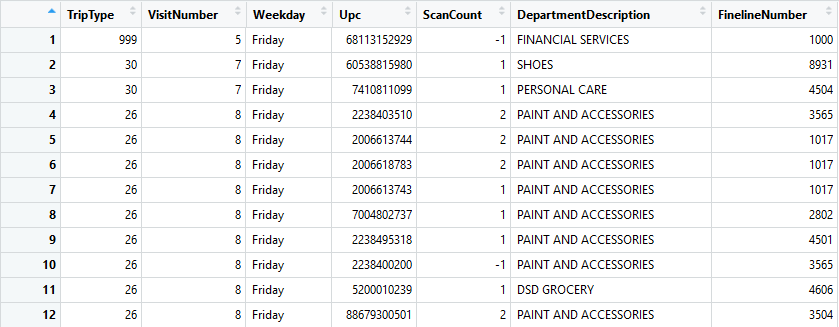 TripType VisitNumber Weekday Upc ScanCount DepartmentDescription FinelineNumber
1 999 5 Friday 68113152929 -1 FINANCIAL SERVICES 1000
2 30 7 Friday 60538815980 1 SHOES 8931
3 30 7 Friday 7410811099 1 PERSONAL CARE 4504
4 26 8 Friday 2238403510 2 PAINT AND ACCESSORIES 3565
5 26 8 Friday 2006613744 2 PAINT AND ACCESSORIES 1017
6 26 8 Friday 2006618783 2 PAINT AND ACCESSORIES 1017
7 26 8 Friday 2006613743 1 PAINT AND ACCESSORIES 1017
8 26 8 Friday 7004802737 1 PAINT AND ACCESSORIES 2802
9 26 8 Friday 2238495318 1 PAINT AND ACCESSORIES 4501
10 26 8 Friday 2238400200 -1 PAINT AND ACCESSORIES 3565
11 26 8 Friday 5200010239 1 DSD GROCERY 4606
12 26 8 Friday 88679300501 2 PAINT AND ACCESSORIES 3504